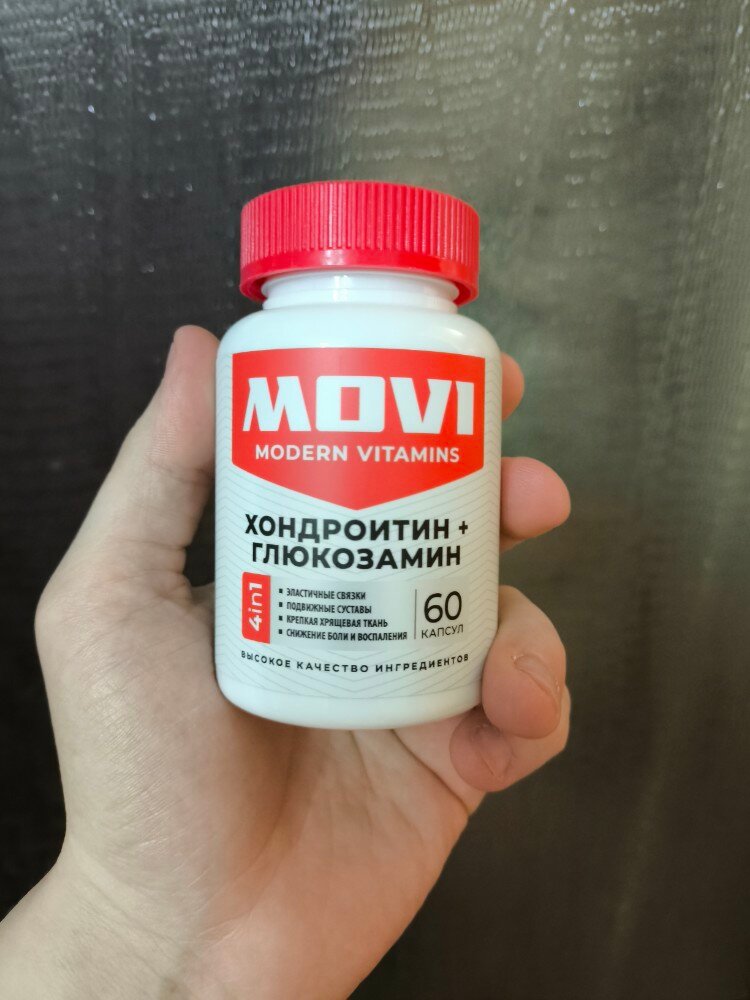 MOVI
MODERN VITAMINS
ХОНДРОИТИН +
ГЛЮКОЗАМИН
4in1
▪ ЭЛАСТИЧНЫЕ СВЯЗКИ
▪ ПОДВИЖНЫЕ СУСТАВЫ
▪ КРЕПКАЯ ХРЯЩЕВАЯ ТКАНЬ
▪ СНИЖЕНИЕ БОЛИ И ВОСПАЛЕНИЯ
60
КАПСУЛ
ВЫСОКОЕ КАЧЕСТВО ИНГРЕДИЕНТОВ